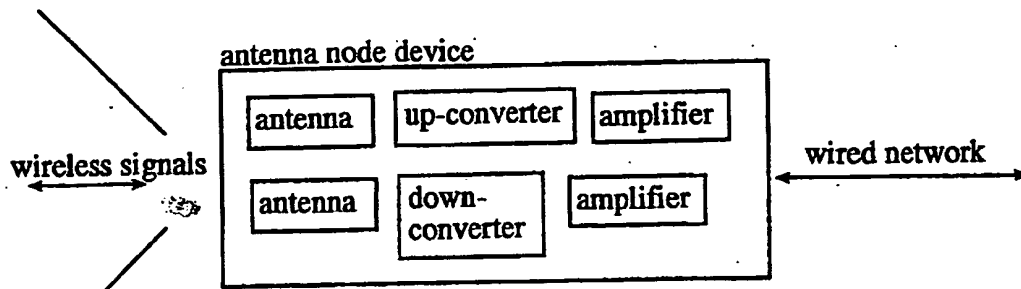 antenna node device
antenna
up-converter
amplifier
wireless signals
wired network
antenna
down-
converter
amplifier